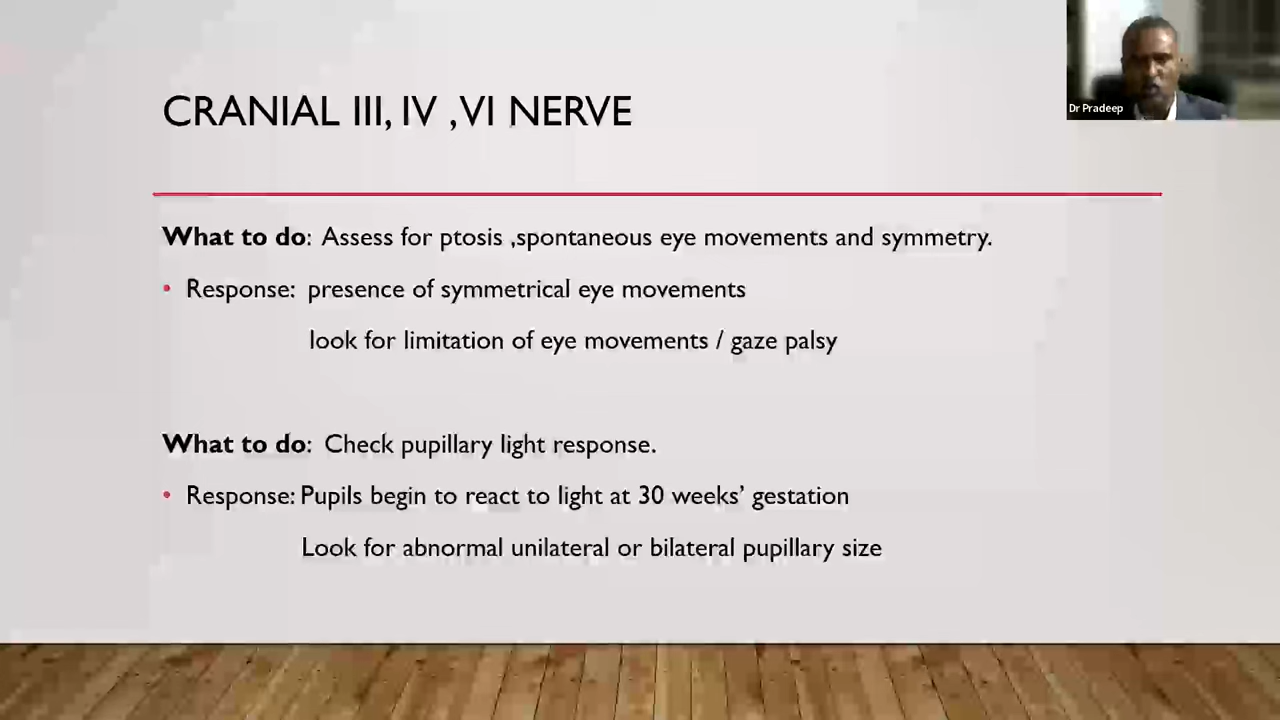 CRANIAL III, IV ,VI NERVE
Dr Pradeep
What to do: Assess for ptosis ,spontaneous eye movements and symmetry.
• Response: presence of symmetrical eye movements
look for limitation of eye movements / gaze palsy
What to do: Check pupillary light response.
• Response: Pupils begin to react to light at 30 weeks’ gestation
Look for abnormal unilateral or bilateral pupillary size